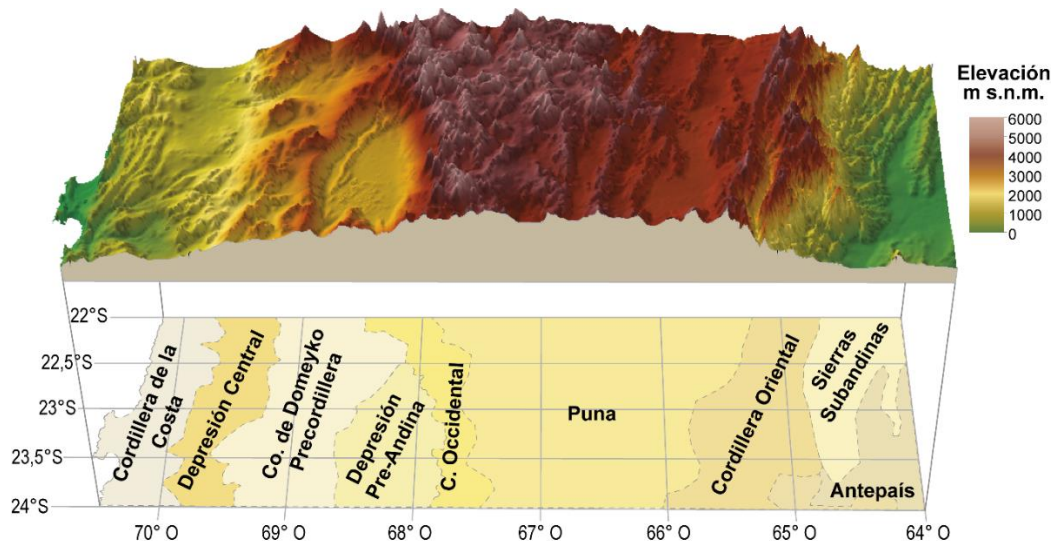 Elevación
m s.n.m.
6000
5000
4000
3000
2000
1000
0
22°S
22,5°S
23°S
23,5°S
24°S
Cordillera de la
Costa
Depresión Central
Co. de Domeyko
Precordillera
Depresión
Pre-Andina
C. Occidental
Puna
Cordillera Oriental
Sierras
Subandinas
Antepaís
70° O
69° O
68° O
67° O
66° O
65° O
64° O